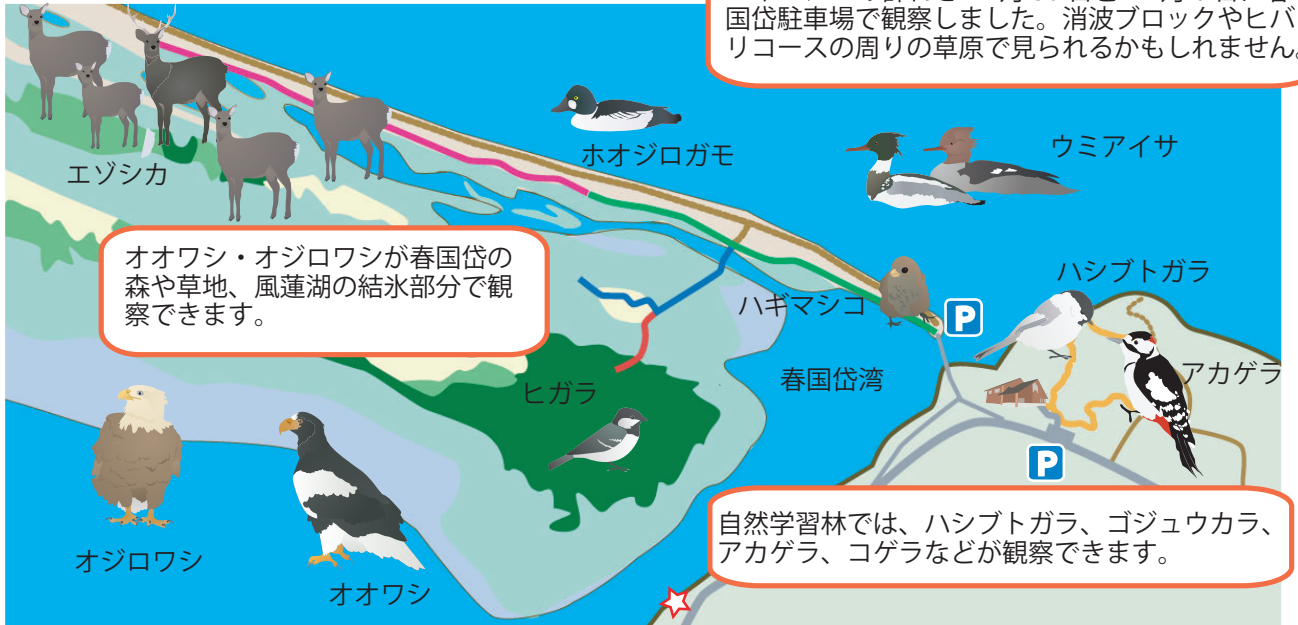 国岱駐車場で観察しました。消波ブロックやヒバ
リコースの周りの草原で見られるかもしれません。
ホオジロガモ
ウミアイサ
エゾシカ
オオワシ・オジロワシが春国岱の
森や草地、風蓮湖の結氷部分で観
察できます。
ハシブトガラ
ハギマシコ
P
春国岱湾
アカゲラ
ヒガラ
P
自然学習林では、ハシブトガラ、ゴジュウカラ、
アカゲラ、コゲラなどが観察できます。
オジロワシ
オオワシ